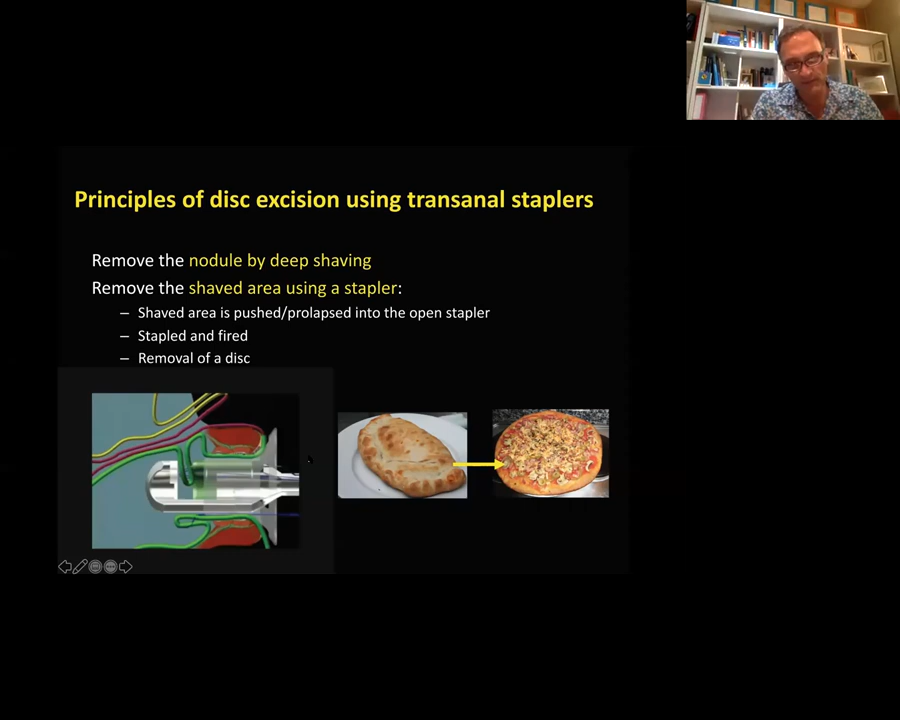 Principles of disc excision using transanal staplers
Remove the nodule by deep shaving
Remove the shaved area using a stapler:
– Shaved area is pushed/prolapsed into the open stapler
– Stapled and fired
– Removal of a disc